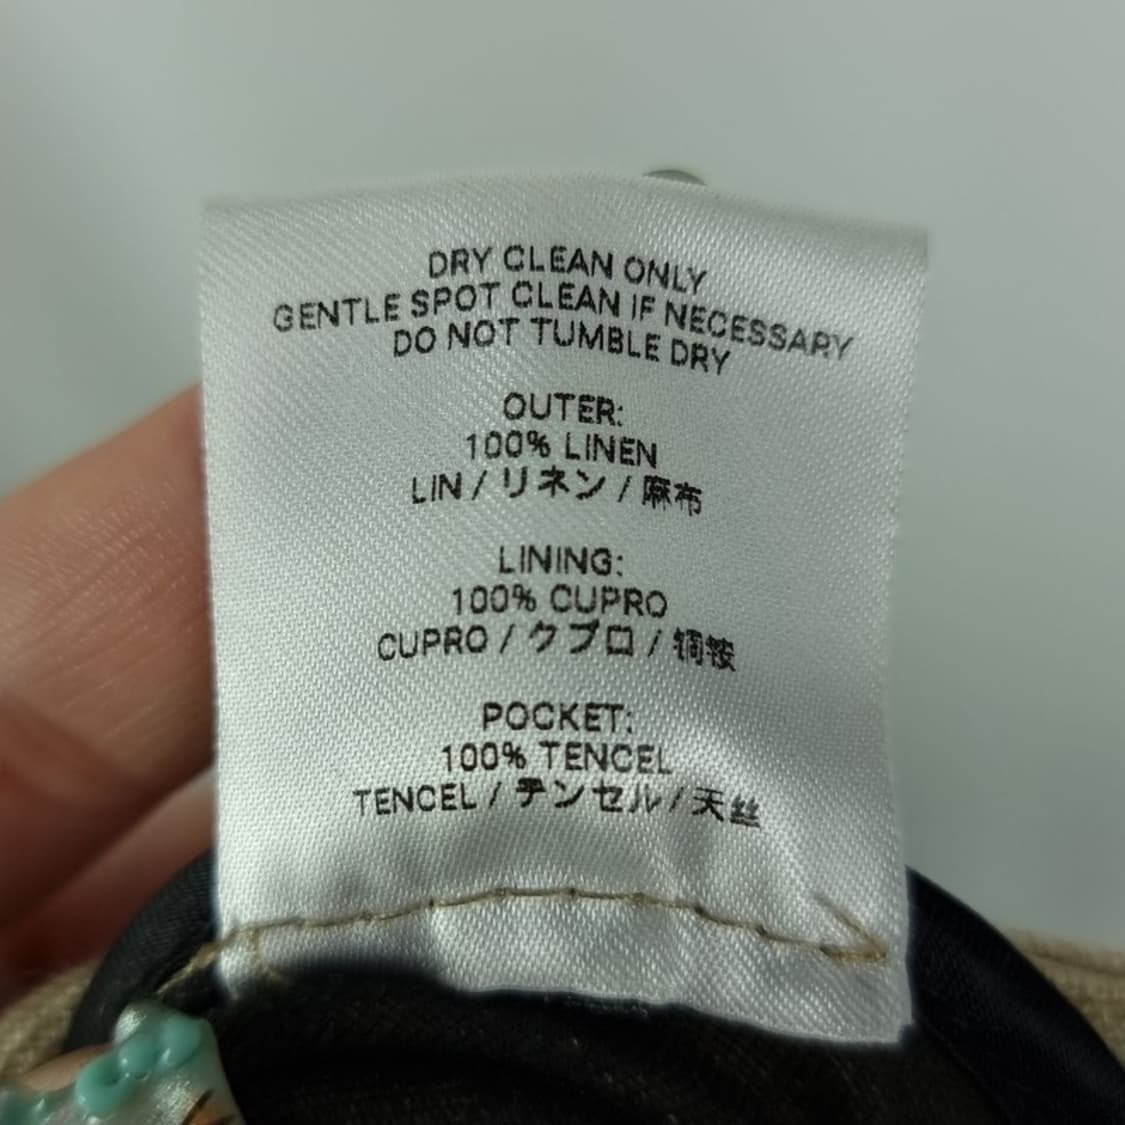 DRY CLEAN ONLY
GENTLE SPOT CLEAN IF NECESSARY
DO NOT TUMBLE DRY
OUTER:
100% LINEN
LIN / リネン / 麻布
LINING:
100% CUPRO
CUPRO / クプロ / 铜铵
POCKET:
100% TENCEL
TENCEL / テンセル / 天丝